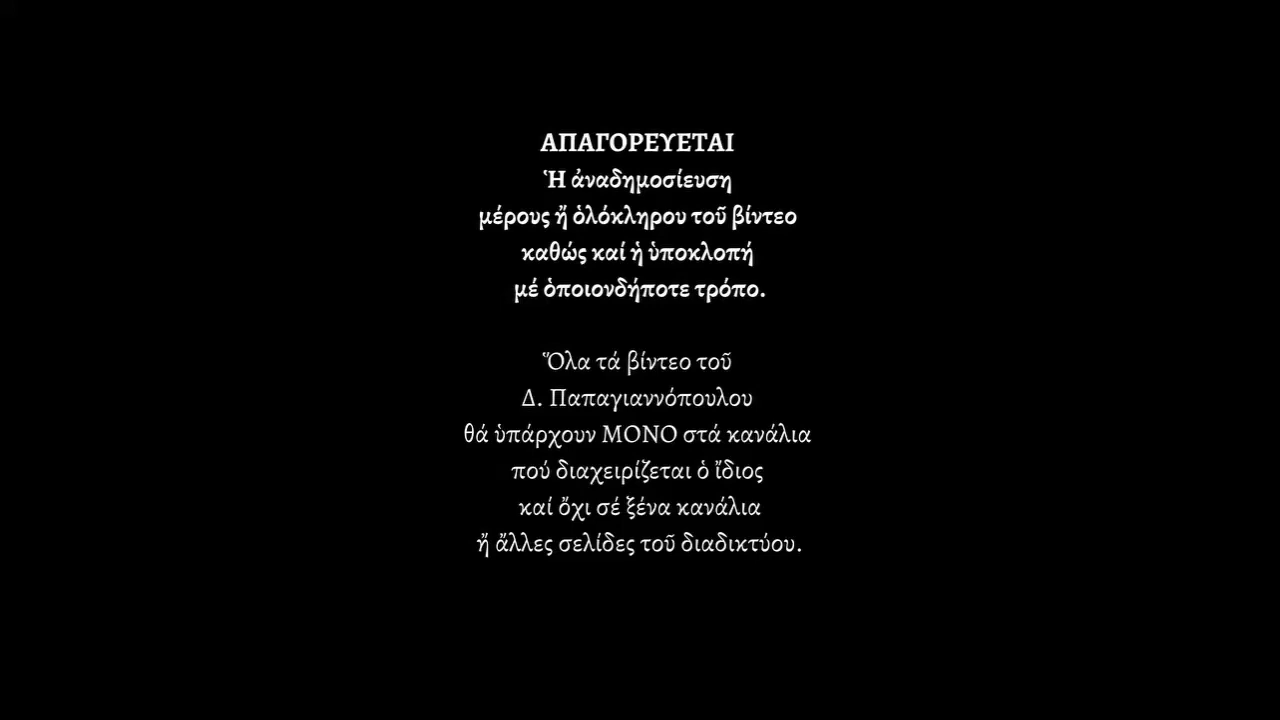 ΑΠΑΓΟΡΕΥΕΤΑΙ
Ἡ ἀναδημοσίευση
μέρους ἤ ὁλόκληρου τοῦ βίντεο
καθώς καί ἡ ὑποκλοπή
μέ ὁποιονδήποτε τρόπο.
Ὅλα τά βίντεο τοῦ
Δ. Παπαγιαννόπουλου
θά ὑπάρχουν ΜΟΝΟ στά κανάλια
πού διαχειρίζεται ὁ ἴδιος
καί ὄχι σέ ξένα κανάλια
ἤ ἄλλες σελίδες τοῦ διαδικτύου.